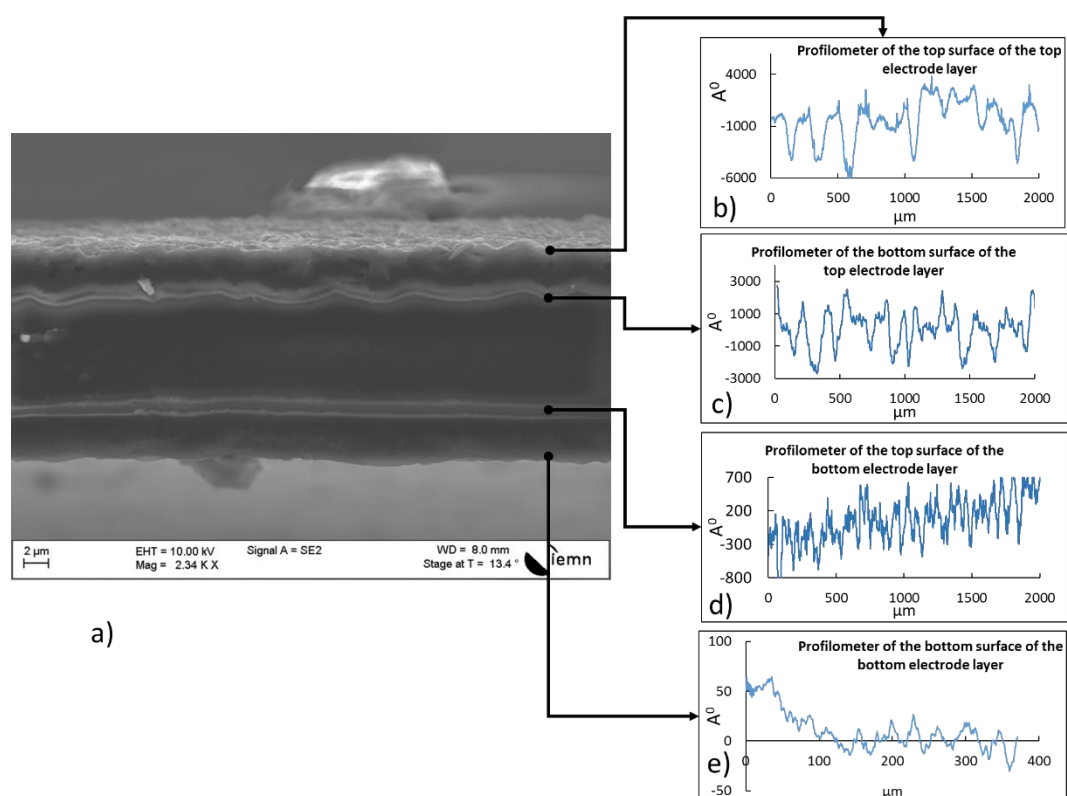 Profilometer of the top surface of the top
electrode layer
A⁰
4000
-1000
-6000
0 500 1000 1500 2000
μm
b)
Profilometer of the bottom surface of the
top electrode layer
A⁰
3000
1000
-1000
-3000
0 500 1000 1500 2000
μm
c)
Profilometer of the top surface of the
bottom electrode layer
A⁰
700
200
-300
-800
0 500 1000 1500 2000
μm
d)
Profilometer of the bottom surface of the
bottom electrode layer
A⁰
100
50
0
-50
0 100 200 300 400
μm
e)
2 μm
EHT = 10.00 kV Signal A = SE2 WD = 8.0 mm
Mag = 2.34 K X Stage at T = 13.4 °
iemn
a)